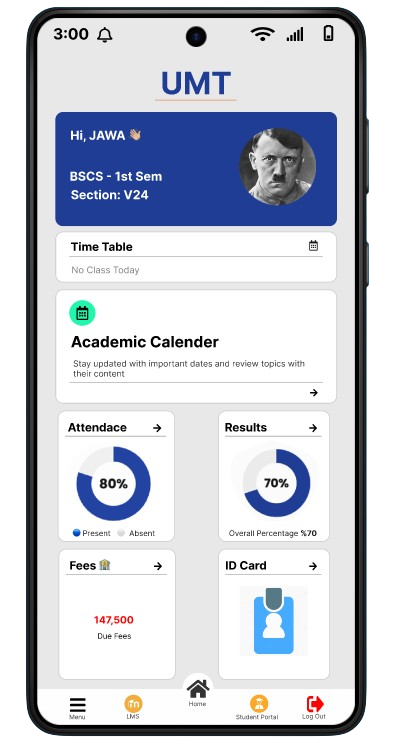 3:00
UMT
Hi, JAWA 👋🏼
BSCS - 1st Sem
Section: V24
Time Table
No Class Today
Academic Calender
Stay updated with important dates and review topics with
their content
Attendace
80%
Present Absent
Results
70%
Overall Percentage %70
Fees
147,500
Due Fees
ID Card
Menu
LMS
Home
Student Portal
Log Out